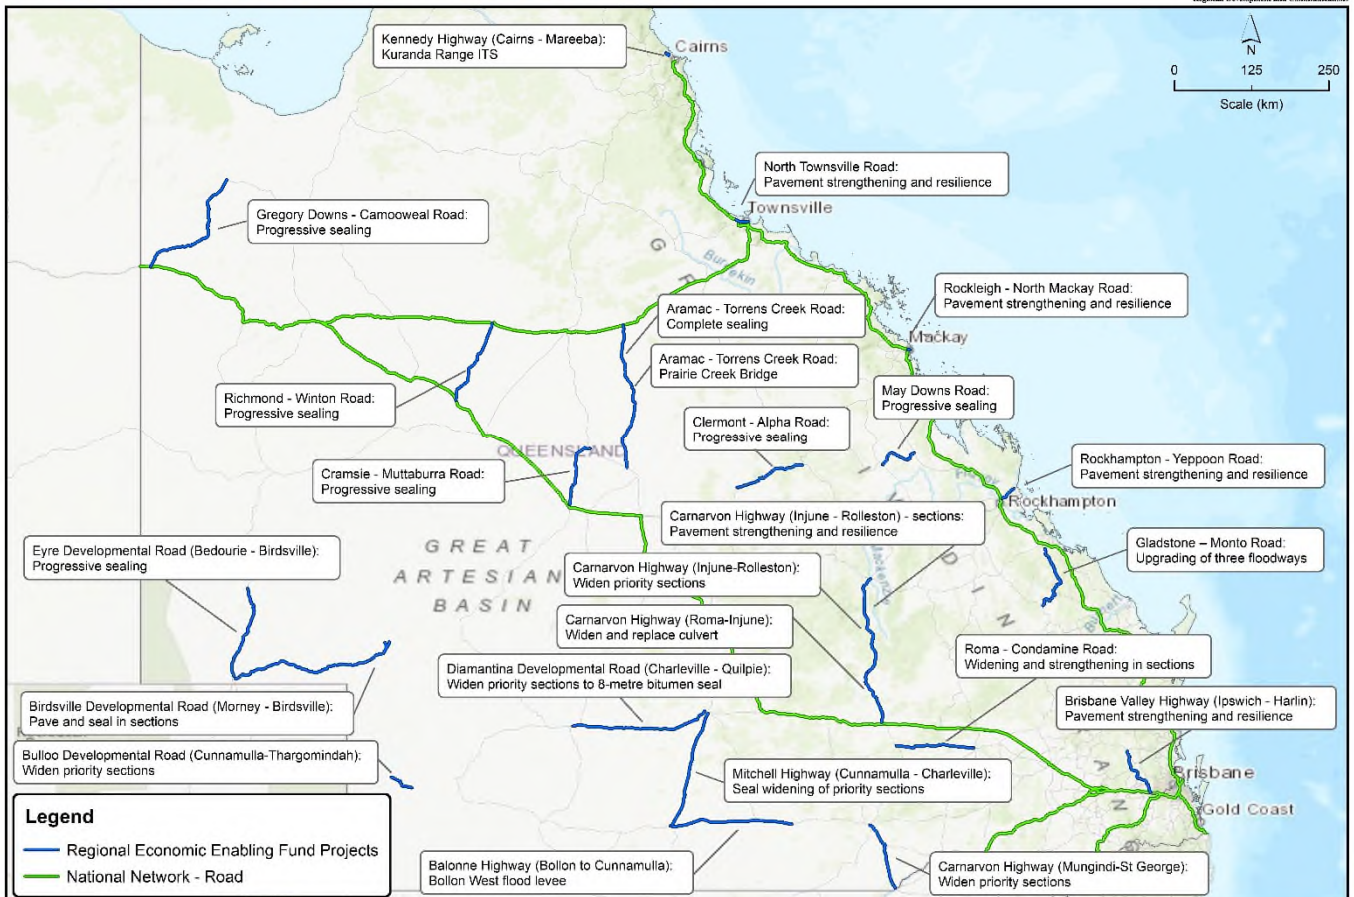 Regional Development and Communications
Kennedy Highway (Cairns - Mareeba):
Kuranda Range ITS
Cairns
N
0 125 250
Scale (km)
North Townsville Road:
Pavement strengthening and resilience
Townsville
Gregory Downs - Camooweal Road:
Progressive sealing
G R
Burdekin
Rockleigh - North Mackay Road:
Pavement strengthening and resilience
Mackay
Aramac - Torrens Creek Road:
Complete sealing
Aramac - Torrens Creek Road:
Prairie Creek Bridge
Richmond - Winton Road:
Progressive sealing
May Downs Road:
Progressive sealing
Clermont - Alpha Road:
Progressive sealing
QUEENSLAND
Cramsie - Muttaburra Road:
Progressive sealing
Rockhampton - Yeppoon Road:
Pavement strengthening and resilience
Rockhampton
Carnarvon Highway (Injune - Rolleston) - sections:
Pavement strengthening and resilience
Mackenzie
I V I D I N G
Gladstone – Monto Road:
Upgrading of three floodways
GREAT
ARTESIAN
BASIN
Eyre Developmental Road (Bedourie - Birdsville):
Progressive sealing
Carnarvon Highway (Injune-Rolleston):
Widen priority sections
Carnarvon Highway (Roma-Injune):
Widen and replace culvert
Roma - Condamine Road:
Widening and strengthening in sections
Diamantina Developmental Road (Charleville - Quilpie):
Widen priority sections to 8-metre bitumen seal
Birdsville Developmental Road (Morney - Birdsville):
Pave and seal in sections
Brisbane Valley Highway (Ipswich - Harlin):
Pavement strengthening and resilience
Bulloo Developmental Road (Cunnamulla-Thargomindah):
Widen priority sections
Mitchell Highway (Cunnamulla - Charleville):
Seal widening of priority sections
Brisbane
Gold Coast
Legend
Regional Economic Enabling Fund Projects
National Network - Road
Balonne Highway (Bollon to Cunnamulla):
Bollon West flood levee
Carnarvon Highway (Mungindi-St George):
Widen priority sections